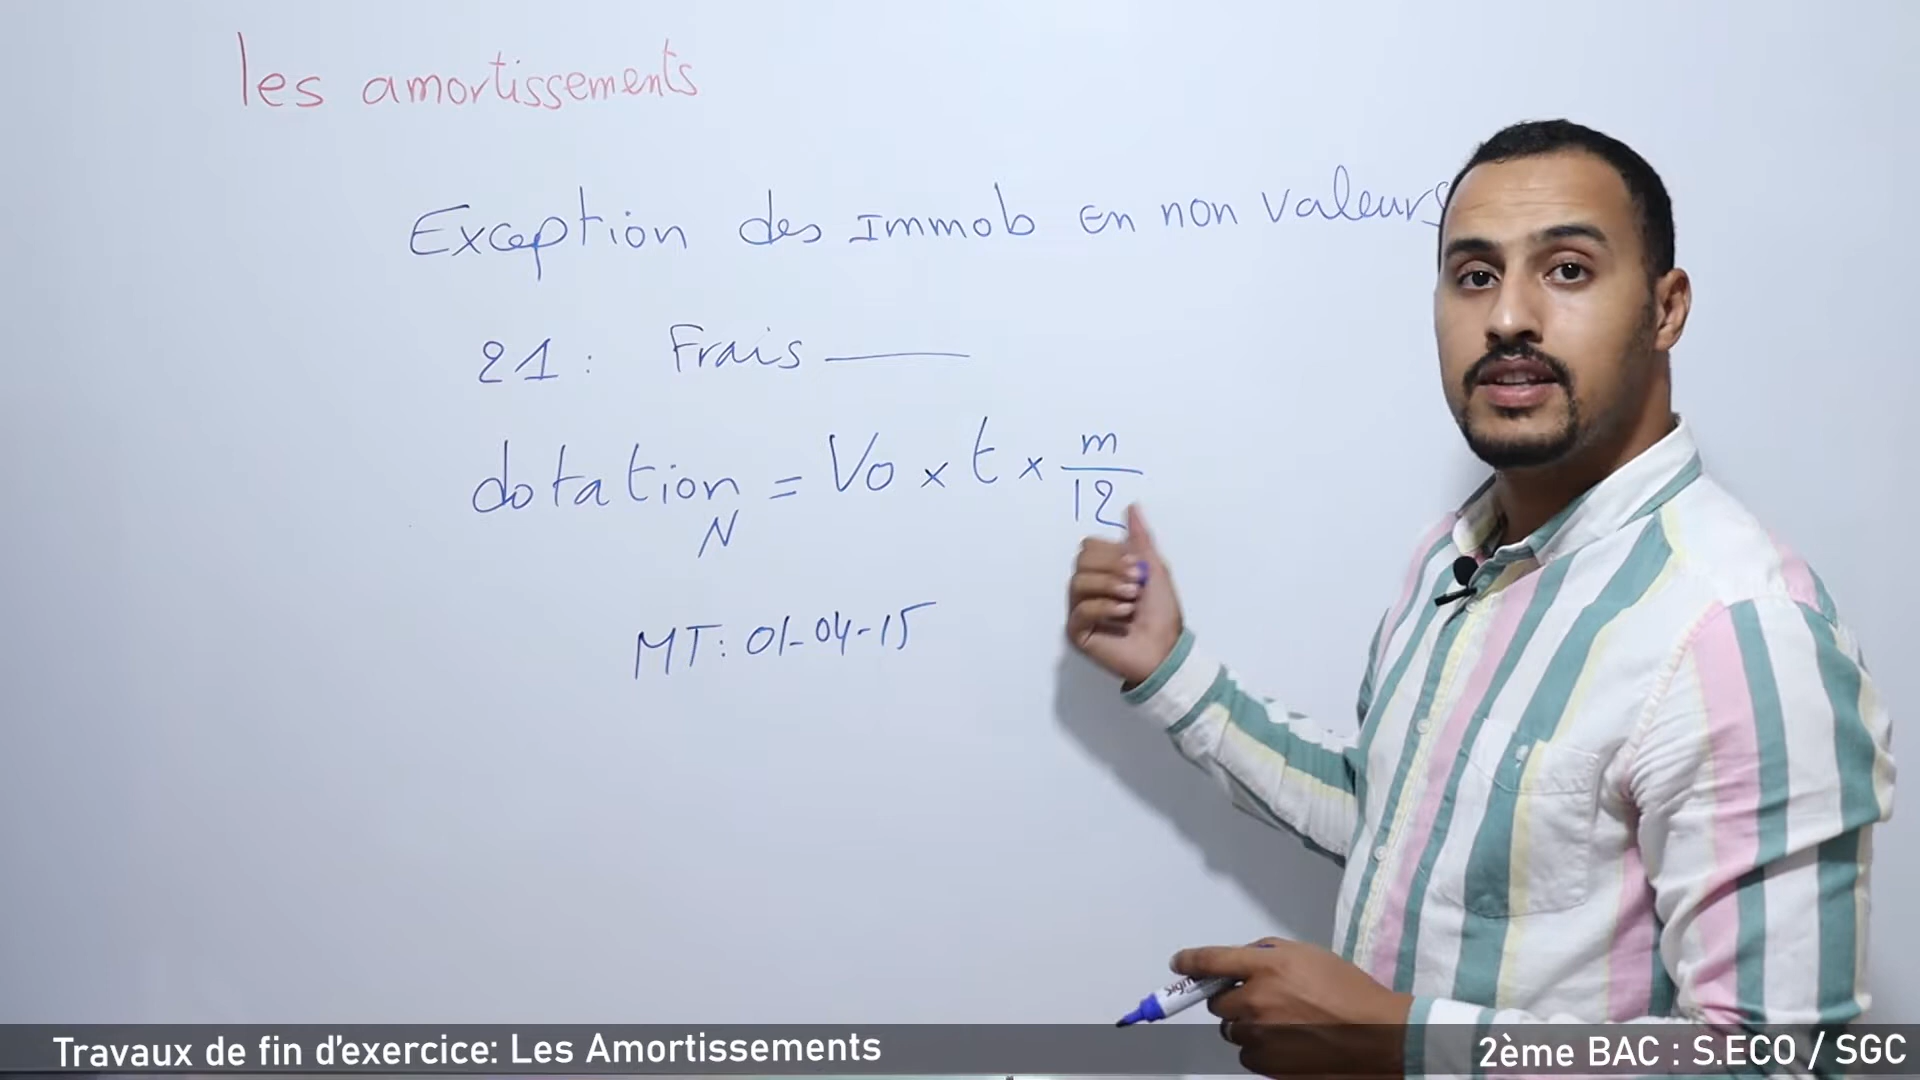 les amortissements
Exception des Immob en non valeurs
21 : Frais
dotation = Vo × t × m/12
N
MT: 01-04-15
Sigm
Travaux de fin d'exercice: Les Amortissements
2ème BAC : S.ECO / SGC